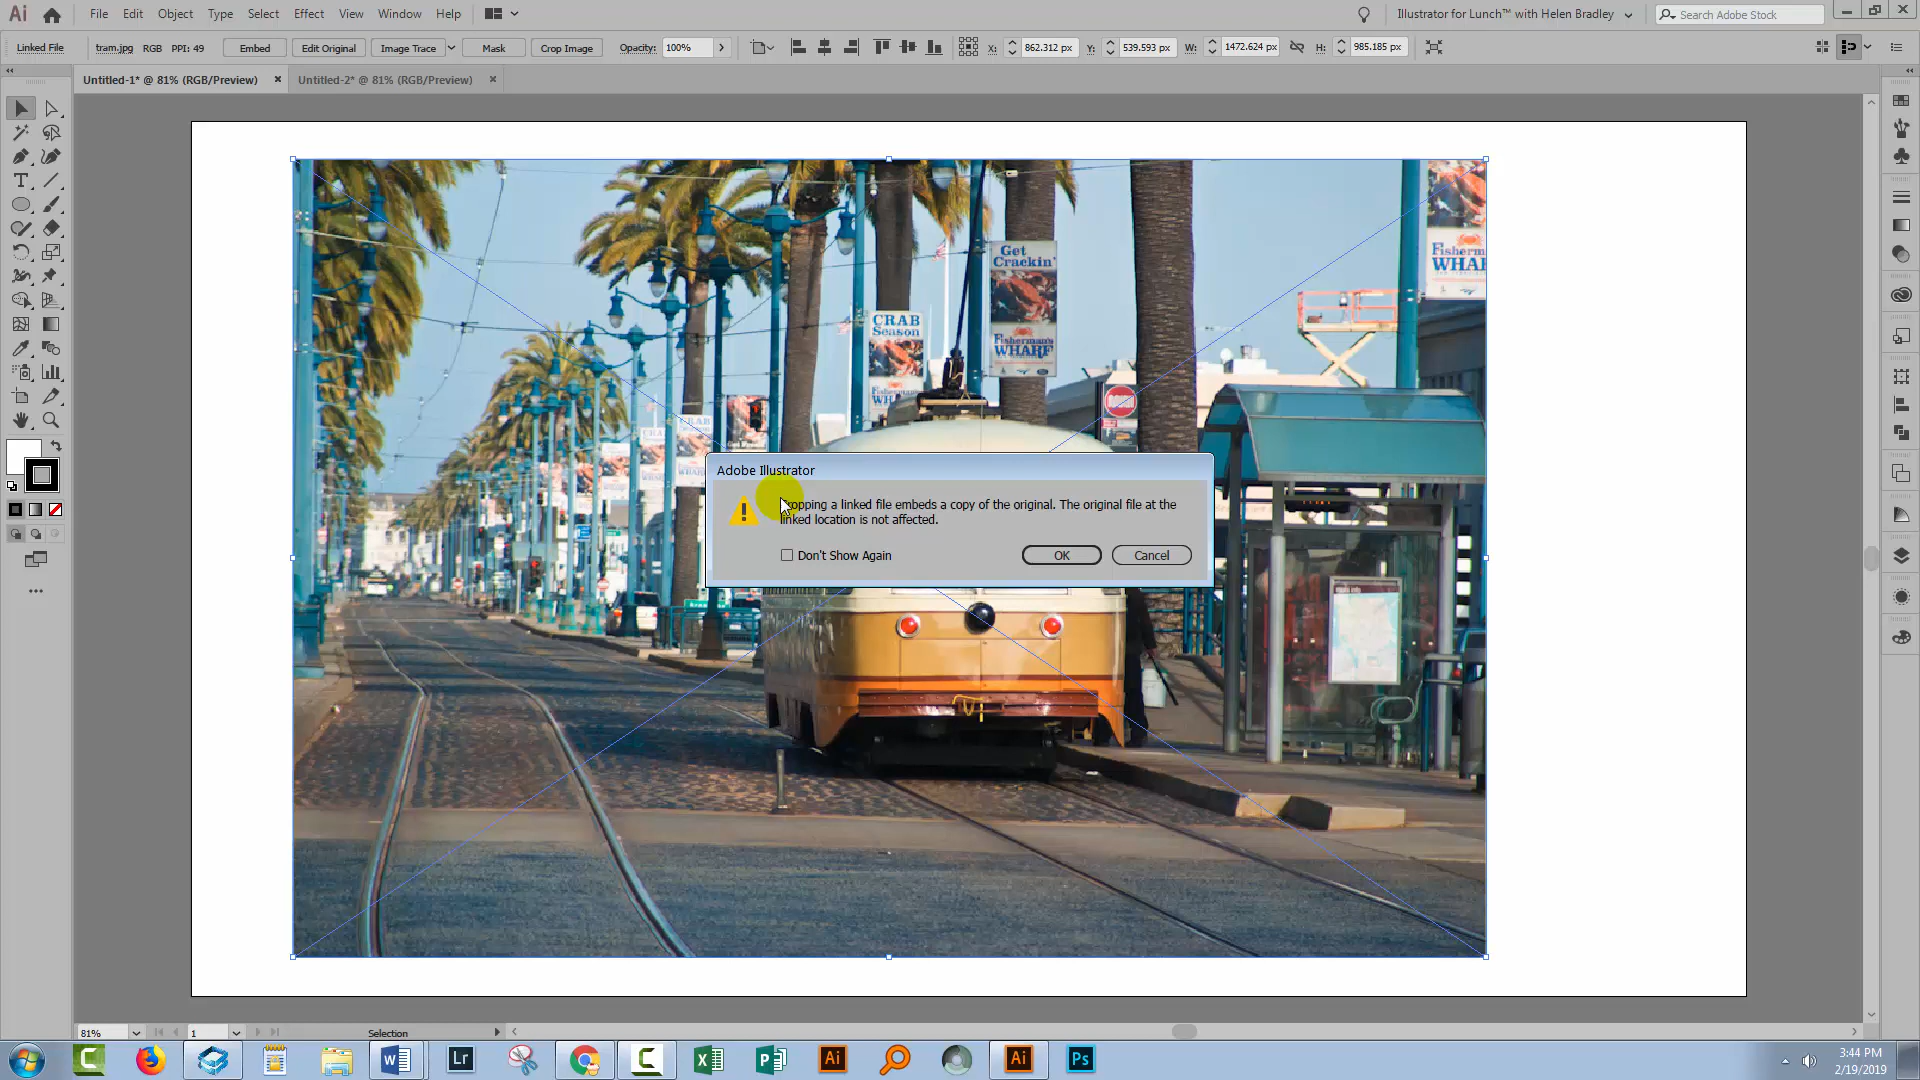 Ai File Edit Object Type Select Effect View Window Help Illustrator for Lunch™ with Helen Bradley Search Adobe Stock
Linked File tram.jpg RGB PPI: 49 Embed Edit Original Image Trace Mask Crop Image Opacity: 100% X: 862.312 px Y: 539.593 px W: 1472.624 px H: 985.185 px
Untitled-1* @ 81% (RGB/Preview) Untitled-2* @ 81% (RGB/Preview)
Get
Crackin'
Fisherman's
WHARF
CRAB
Season
Fisherman's
Adobe Illustrator
linked file embeds a copy of the original. The original file at the
linked location is not affected.
Don't Show Again OK Cancel
81% 1 Selection
Lr Ai Ai Ps
3:44 PM
2/19/2019